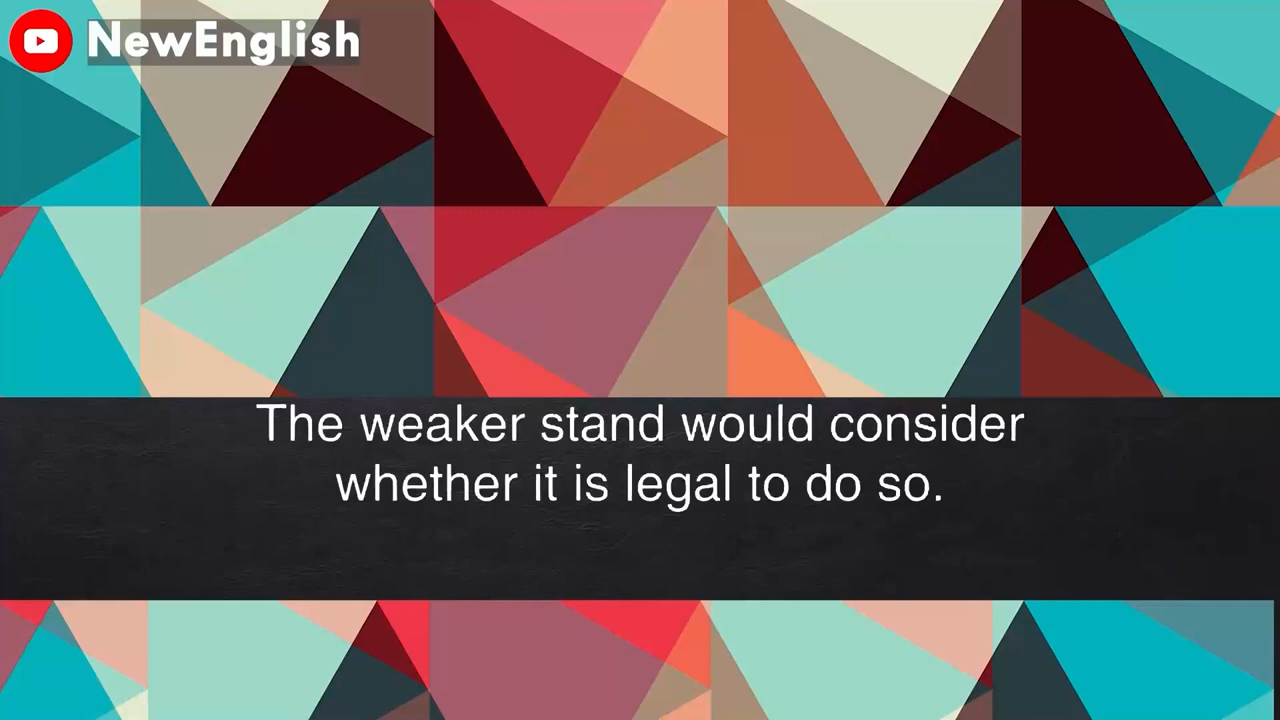 NewEnglish
The weaker stand would consider
whether it is legal to do so.